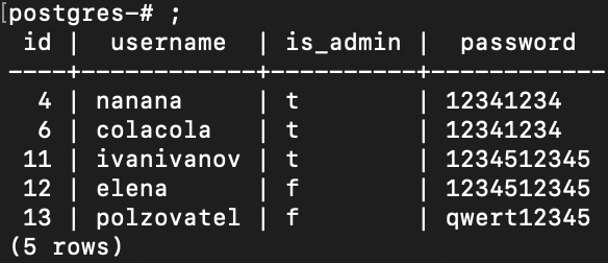 [postgres-# ;
 id |  username   | is_admin |  password
----+-------------+----------+------------
  4 | nanana      | t        | 12341234
  6 | colacola    | t        | 12341234
 11 | ivanivanov  | t        | 1234512345
 12 | elena       | f        | 1234512345
 13 | polzovatel  | f        | qwert12345
(5 rows)